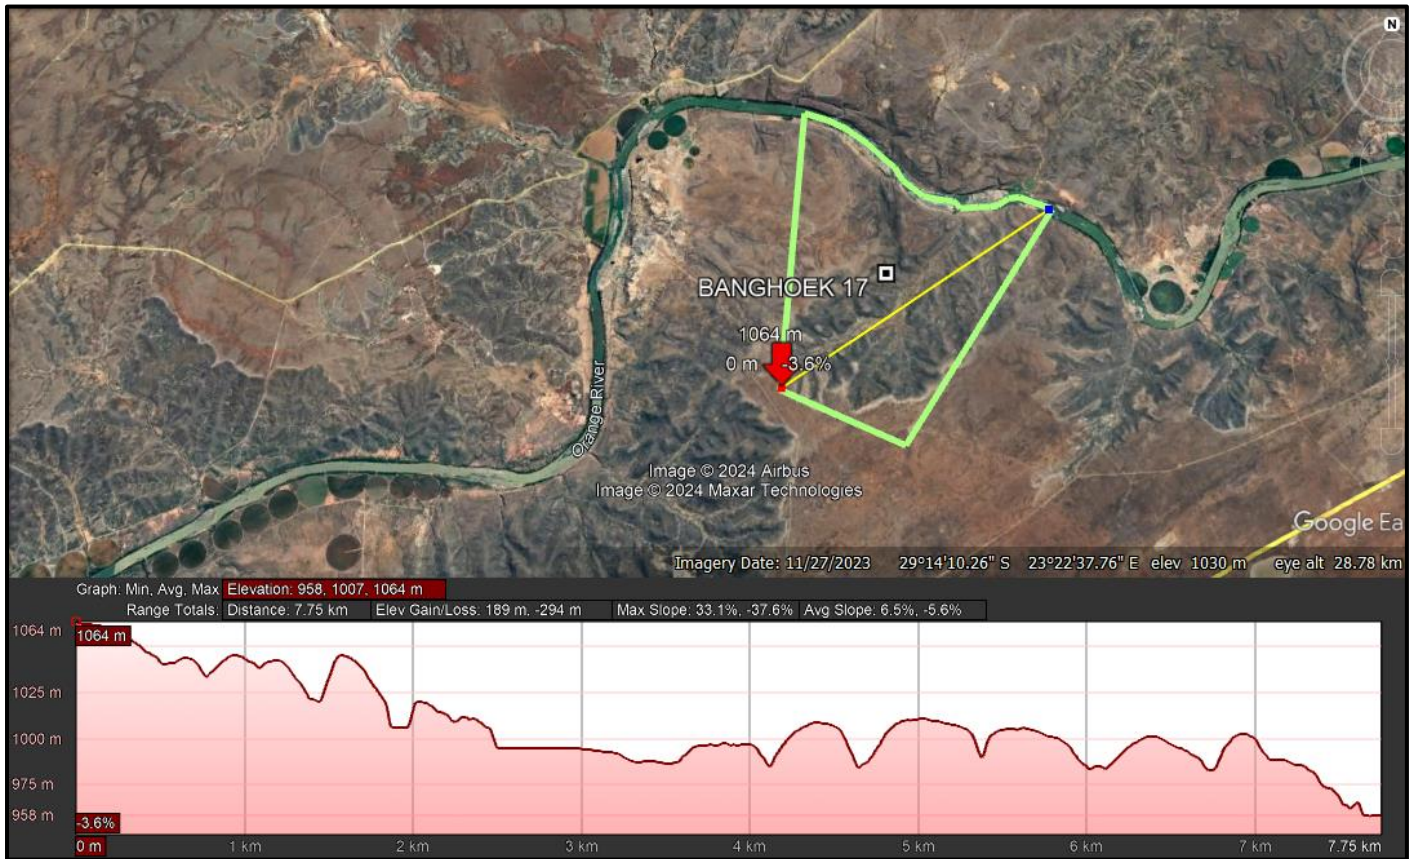 N
BANGHOEK 17
1064 m
0 m -3.6%
Orange River
Image © 2024 Airbus
Image © 2024 Maxar Technologies
Google Ea
Imagery Date: 11/27/2023 29°14'10.26" S 23°22'37.76" E elev 1030 m eye alt 28.78 km
Graph: Min, Avg, Max Elevation: 958, 1007, 1064 m
Range Totals: Distance: 7.75 km Elev Gain/Loss: 189 m, -294 m Max Slope: 33.1%, -37.6% Avg Slope: 6.5%, -5.6%
1064 m
1064 m
1025 m
1000 m
975 m
958 m
-3.6%
0 m 1 km 2 km 3 km 4 km 5 km 6 km 7 km 7.75 km